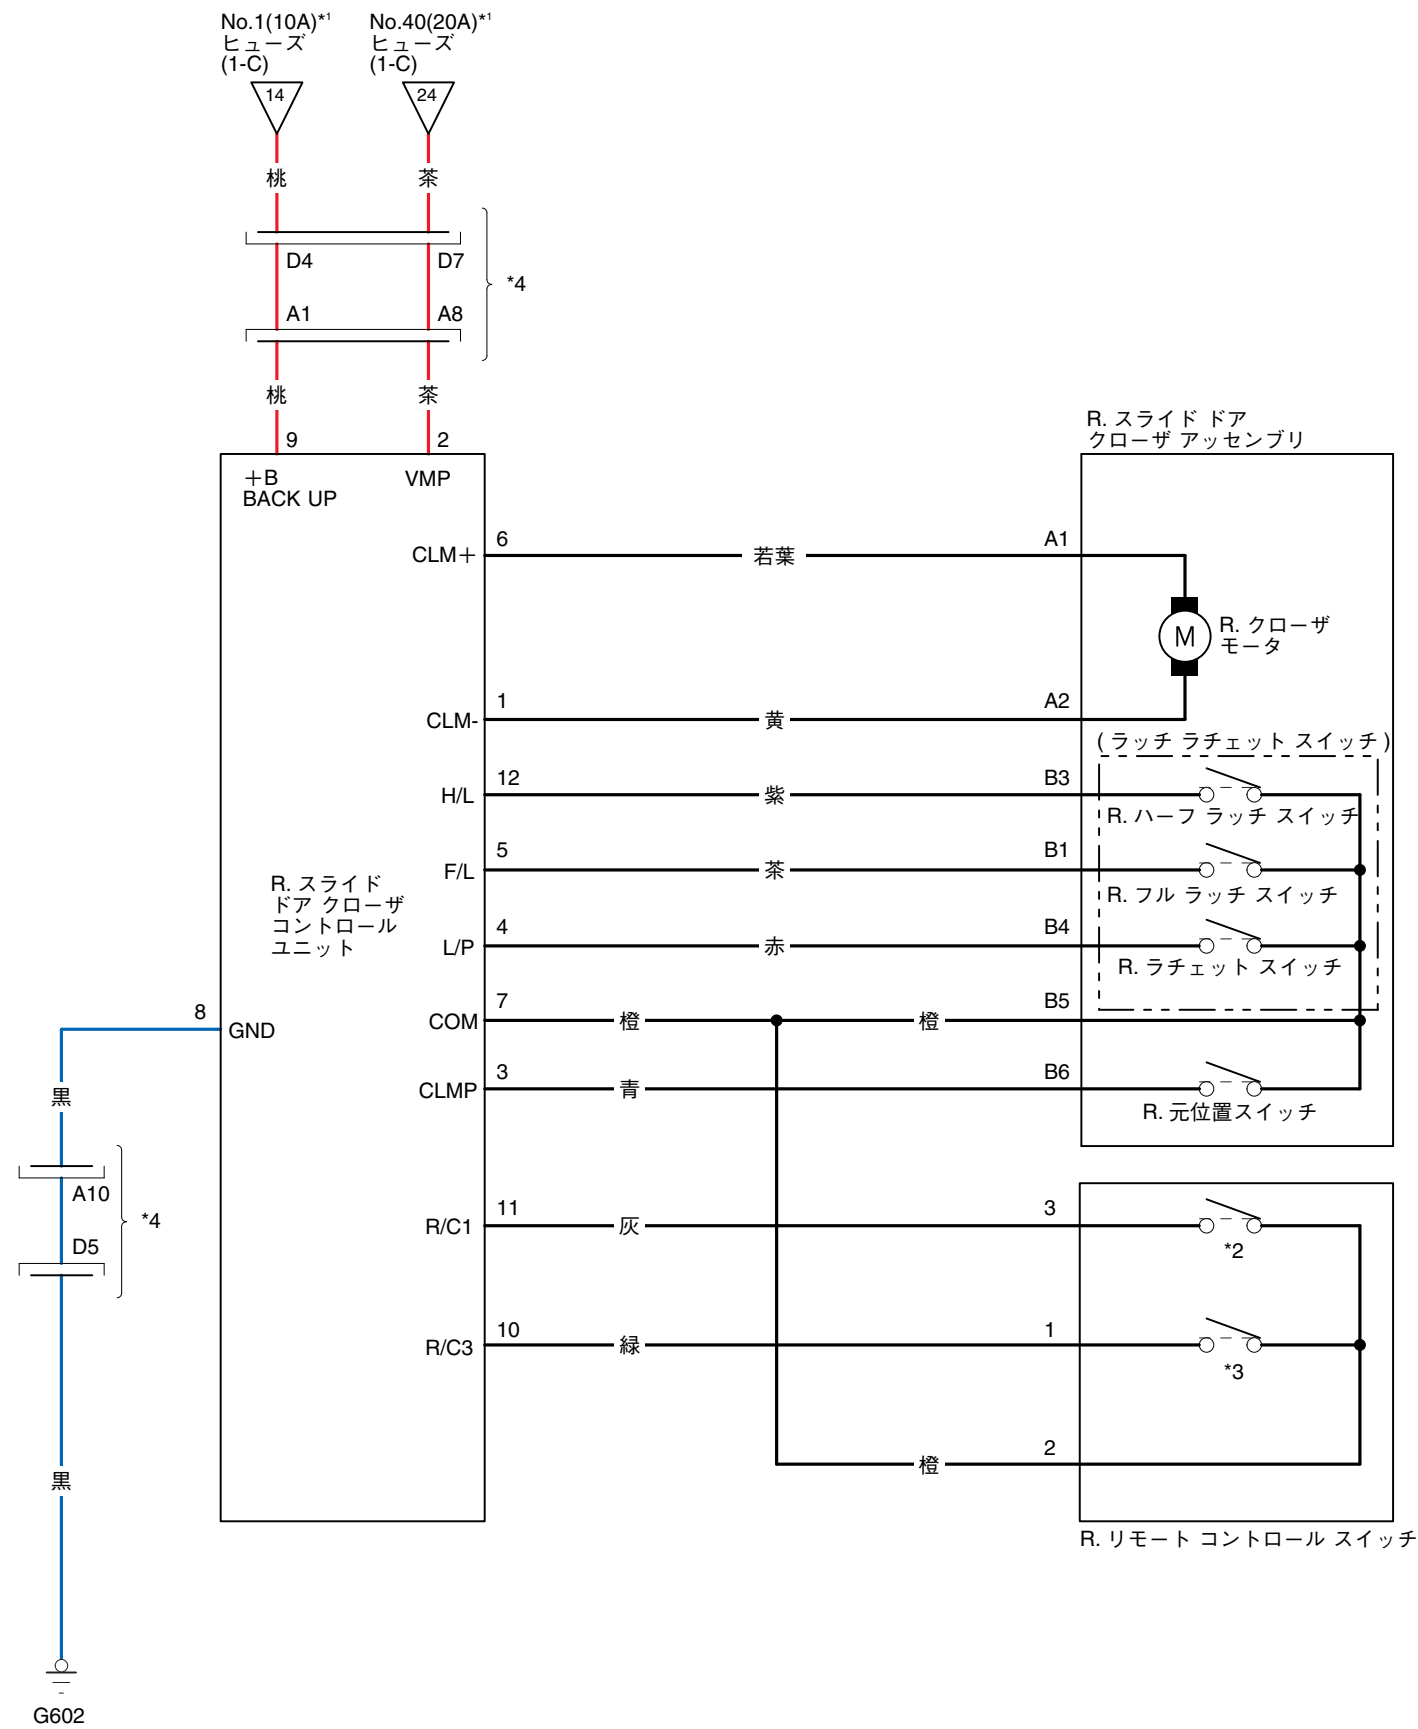 No.1(10A)*1
ヒューズ
(1-C)
No.40(20A)*1
ヒューズ
(1-C)
14
24
桃
茶
D4
D7
*4
A1
A8
桃
茶
9
2
R. スライド ドア
クローザ アッセンブリ
+B
BACK UP
VMP
CLM+
6
若葉
A1
M
R. クローザ
モータ
CLM-
1
黄
A2
(ラッチ ラチェット スイッチ)
H/L
12
紫
B3
R. ハーフ ラッチ スイッチ
F/L
5
茶
B1
R. フル ラッチ スイッチ
R. スライド
ドア クローザ
コントロール
ユニット
L/P
4
赤
B4
R. ラチェット スイッチ
8
GND
COM
7
橙
橙
B5
CLMP
3
青
B6
R. 元位置スイッチ
黒
A10
*4
D5
R/C1
11
灰
3
*2
R/C3
10
緑
1
*3
橙
2
黒
R. リモート コントロール スイッチ
G602